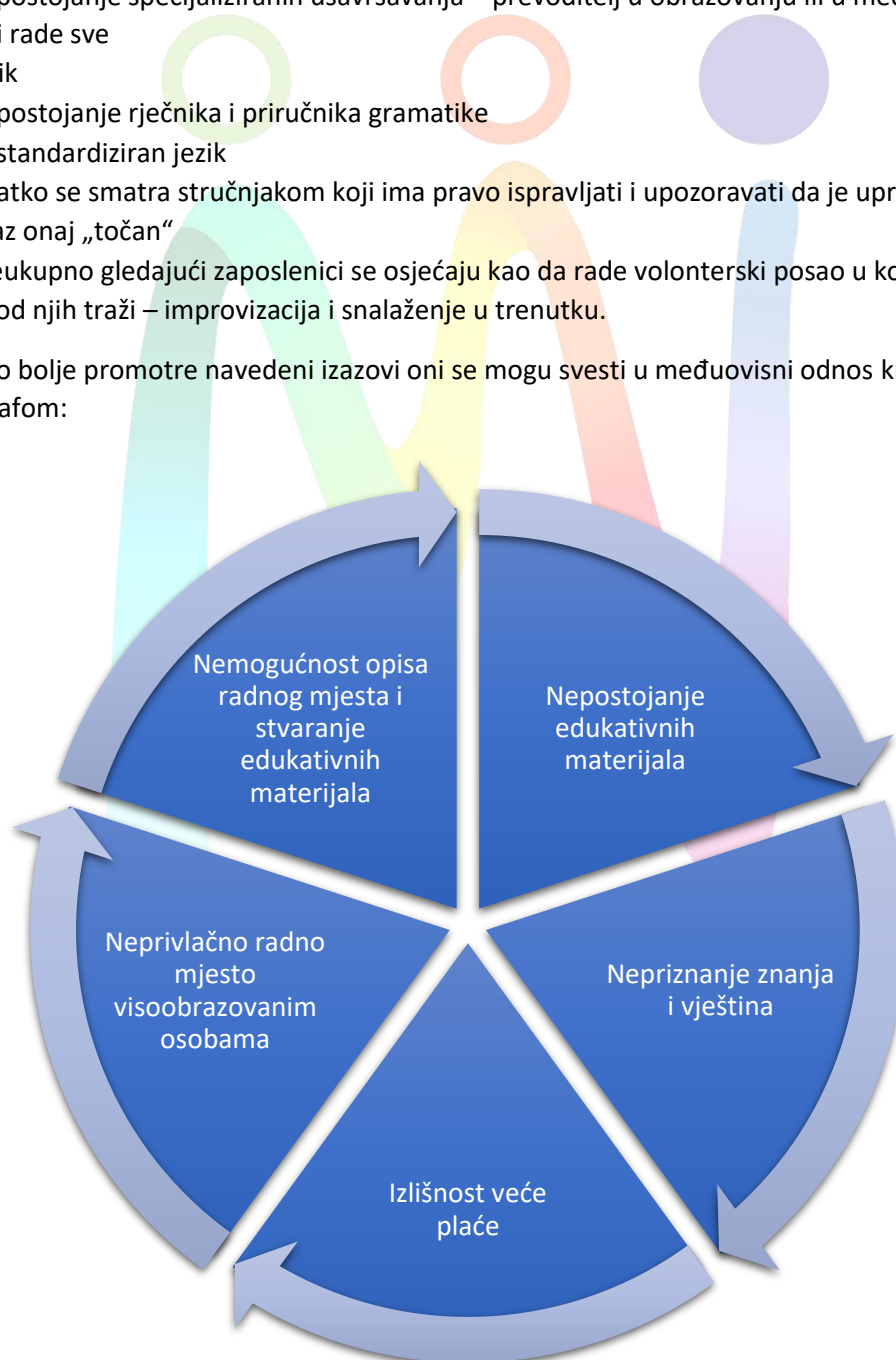 postojanje specijaliziranih usavršavanja – prevoditelj u obrazovanju ili u
i rade sve
ik
postojanje rječnika i priručnika gramatike
standardiziran jezik
atko se smatra stručnjakom koji ima pravo ispravljati i upozoravati da je upr
az onaj „točan“
eukupno gledajući zaposlenici se osjećaju kao da rade volonterski posao u ko
od njih traži – improvizacija i snalaženje u trenutku.
o bolje promotre navedeni izazovi oni se mogu svesti u međuovisni odnos k
afom:
Nemogućnost opisa
radnog mjesta i
stvaranje
edukativnih
materijala
Nepostojanje
edukativnih
materijala
Nepriznanje znanja
i vještina
Izlišnost veće
plaće
Neprivlačno radno
mjesto
visoobrazovanim
osobama